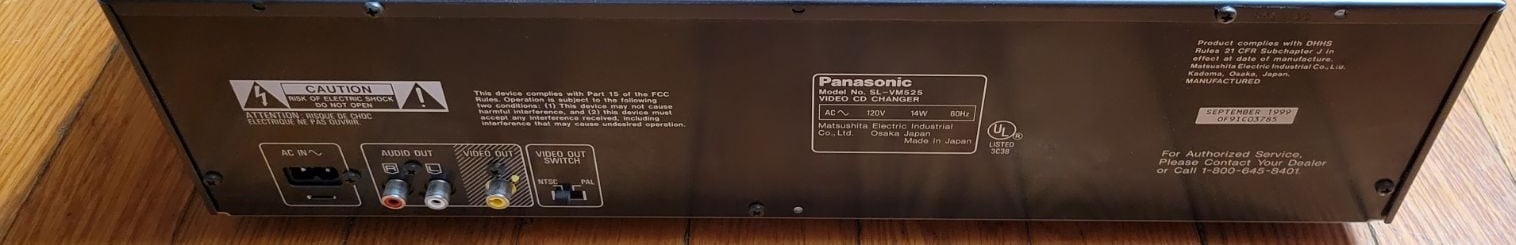 CAUTION
RISK OF ELECTRIC SHOCK
DO NOT OPEN
ATTENTION : RISQUE DE CHOC
ELECTRIQUE NE PAS OUVRIR.
This device complies with Part 15 of the FCC
Rules. Operation is subject to the following
two conditions: (1) This device may not cause
harmful interference, and (2) this device must
accept any interference received, including
interference that may cause undesired operation.
AC IN
AUDIO OUT
R
L
VIDEO OUT
VIDEO OUT
SWITCH
NTSC
PAL
Panasonic
Model No. SL-VM525
VIDEO CD CHANGER
AC 120V 14W 60Hz
Matsushita Electric Industrial
Co., Ltd. Osaka Japan
Made in Japan
UL ®
LISTED
3C38
Product complies with DHHS
Rules 21 CFR Subchapter J in
effect at date of manufacture.
Matsushita Electric Industrial Co., Ltd.
Kadoma, Osaka, Japan.
MANUFACTURED
SEPTEMBER 1999
OF9IC03785
For Authorized Service,
Please Contact Your Dealer
or Call 1-800-645-8401.